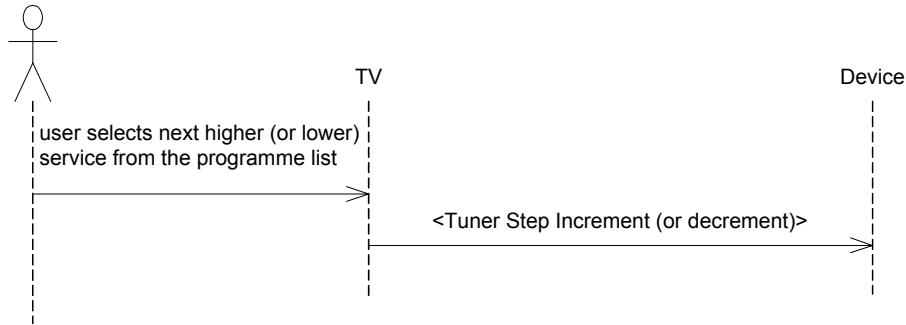 TV
Device
user selects next higher (or lower)
service from the programme list
<Tuner Step Increment (or decrement)>